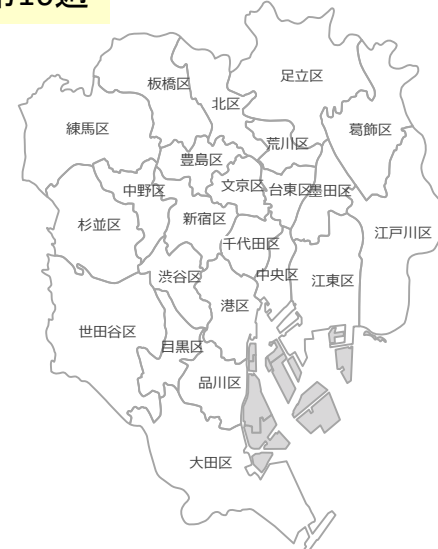 足立区
板橋区
北区
練馬区
荒川区
葛飾区
豊島区
中野区
文京区
台東区
墨田区
杉並区
新宿区
千代田区
江戸川区
渋谷区
中央区
江東区
港区
世田谷区
目黒区
品川区
大田区